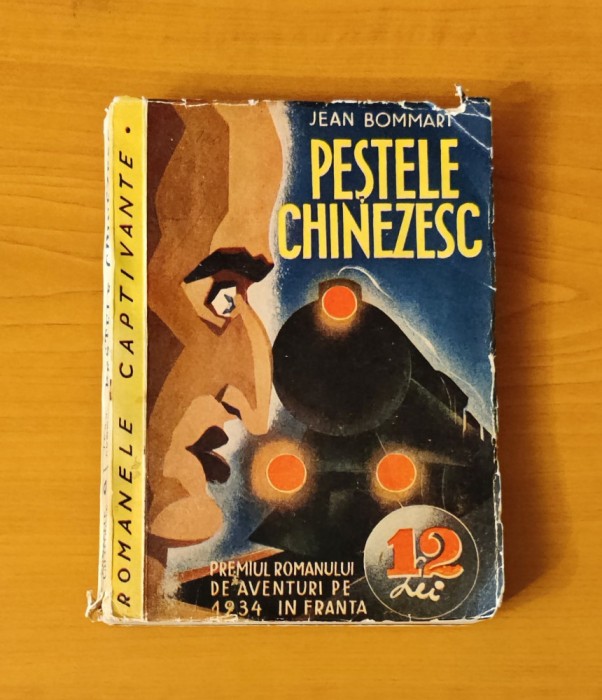 JEAN BOMMART
PEȘTELE
CHINEZESC
ROMANELE CAPTIVANTE •
PREMIUL ROMANULUI
DE AVENTURI PE
1934 IN FRANTA
12
Lei